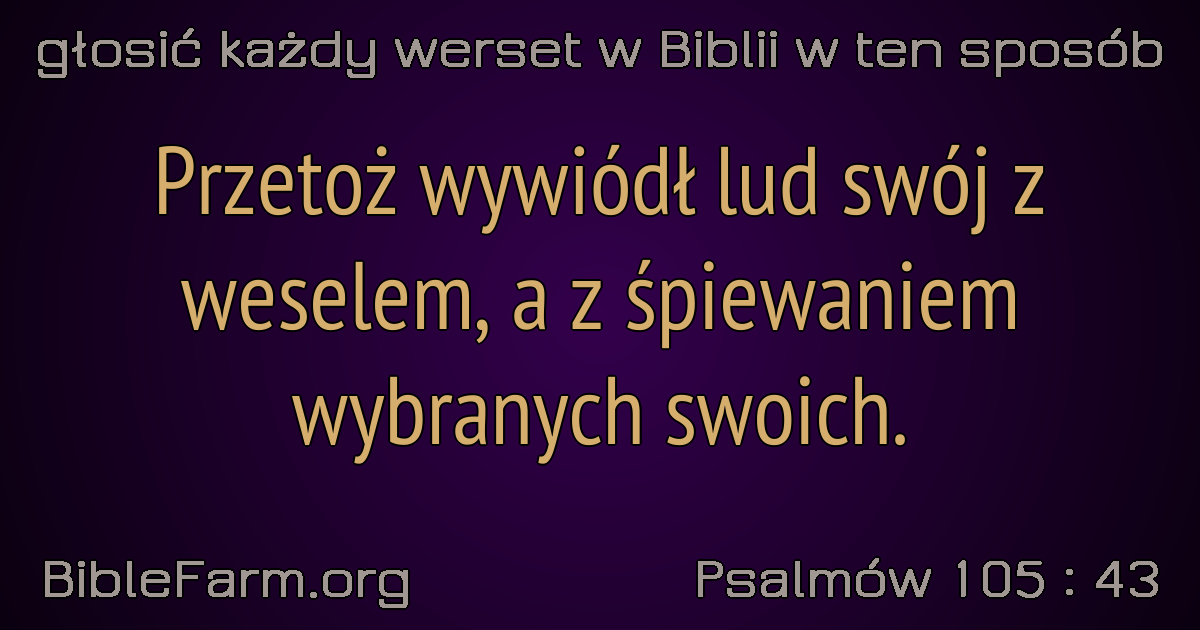 głosić każdy werset w Biblii w ten sposób
Przetoż wywiódł lud swój z
weselem, a z śpiewaniem
wybranych swoich.
BibleFarm.org
Psalmów 105 : 43